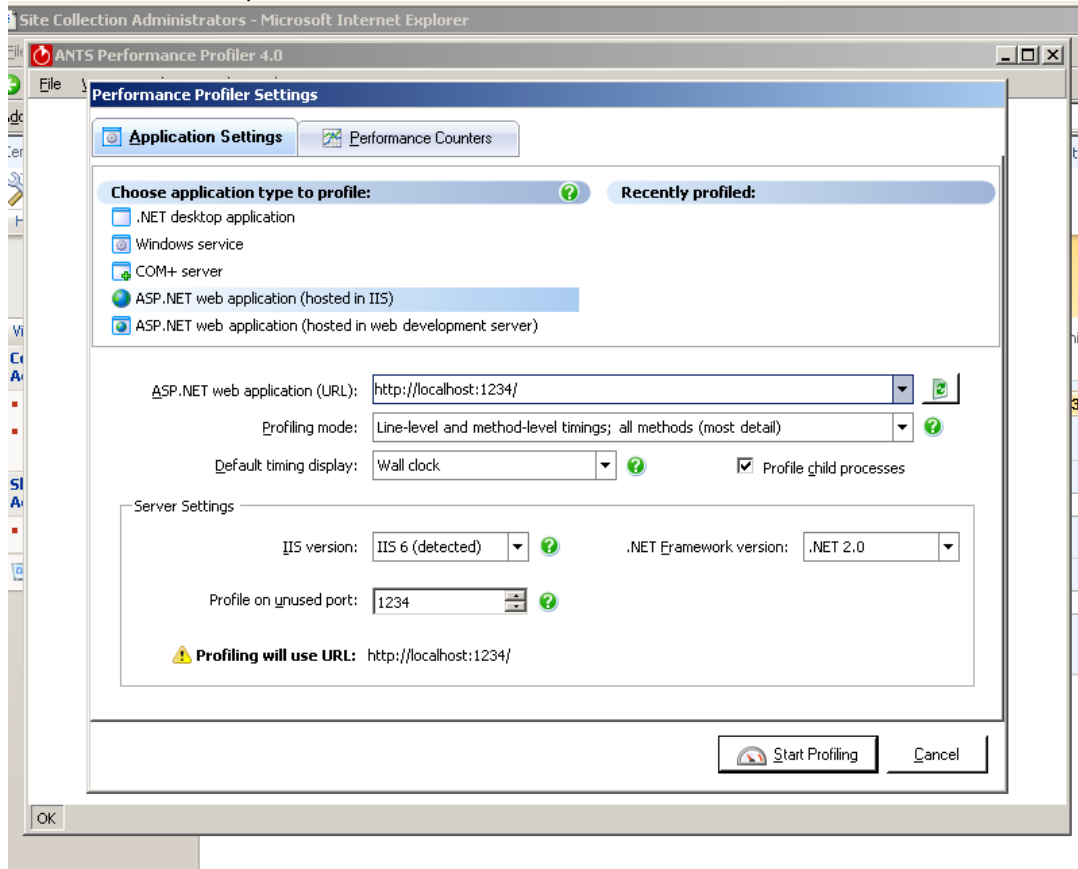 Site Collection Administrators - Microsoft Internet Explorer
ANTS Performance Profiler 4.0
File
Performance Profiler Settings
Application Settings
Performance Counters
Choose application type to profile:
Recently profiled:
.NET desktop application
Windows service
COM+ server
ASP.NET web application (hosted in IIS)
ASP.NET web application (hosted in web development server)
ASP.NET web application (URL): http://localhost:1234/
Profiling mode: Line-level and method-level timings; all methods (most detail)
Default timing display: Wall clock
Profile child processes
Server Settings
IIS version: IIS 6 (detected)
.NET Framework version: .NET 2.0
Profile on unused port: 1234
Profiling will use URL: http://localhost:1234/
Start Profiling
Cancel
OK